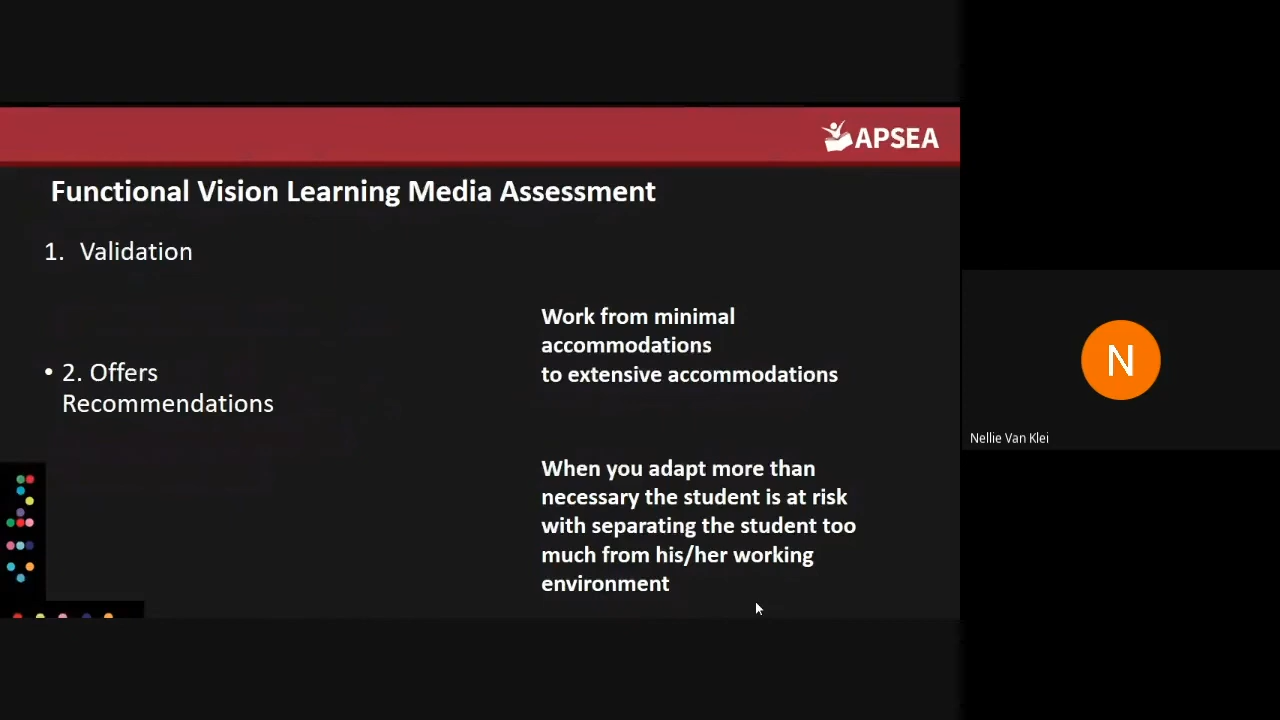 APSEA
Functional Vision Learning Media Assessment
1. Validation
• 2. Offers
Recommendations
Work from minimal
accommodations
to extensive accommodations
When you adapt more than
necessary the student is at risk
with separating the student too
much from his/her working
environment
N
Nellie Van Klei